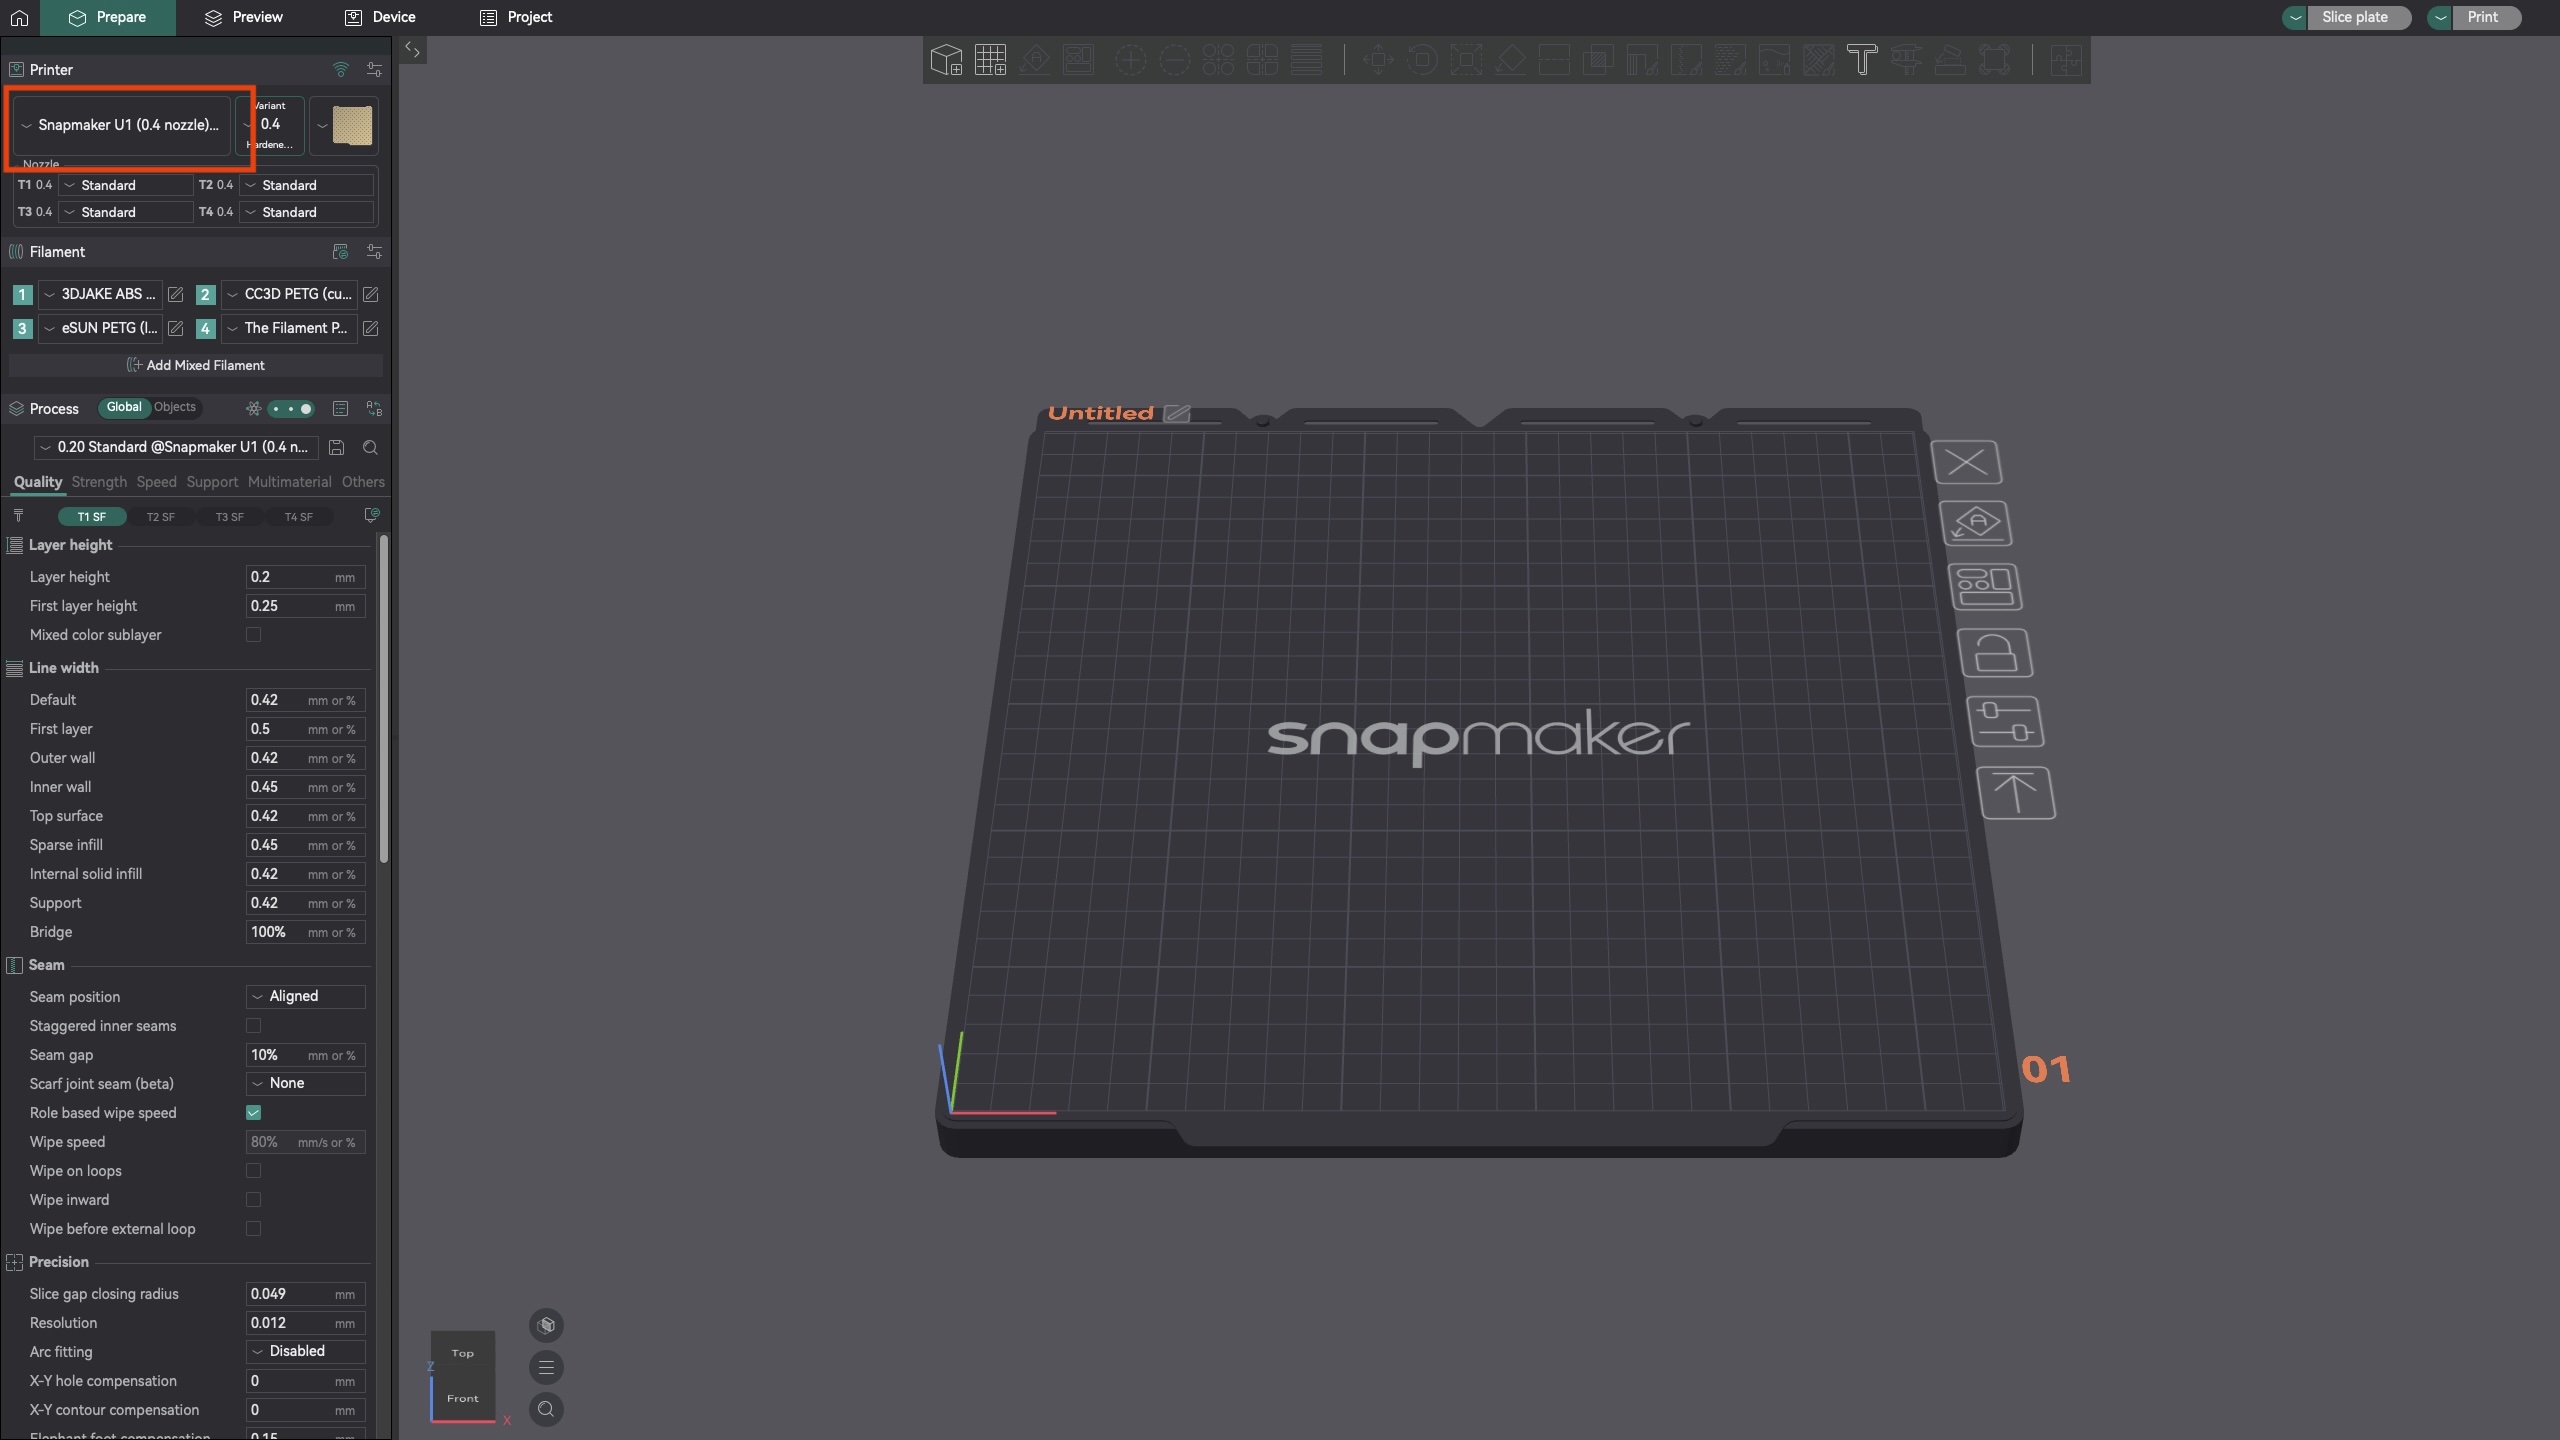 Prepare
Preview
Device
Project
Slice plate
Print
Printer
Snapmaker U1 (0.4 nozzle)...
Variant
0.4
Hardene...
Nozzle
T1 0.4 Standard
T2 0.4 Standard
T3 0.4 Standard
T4 0.4 Standard
Filament
1 3DJAKE ABS ...
2 CC3D PETG (cu...
3 eSUN PETG (l...
4 The Filament P...
Add Mixed Filament
Process Global Objects
0.20 Standard @Snapmaker U1 (0.4 n...
Quality Strength Speed Support Multimaterial Others
T1 SF T2 SF T3 SF T4 SF
Layer height
Layer height 0.2 mm
First layer height 0.25 mm
Mixed color sublayer
Line width
Default 0.42 mm or %
First layer 0.5 mm or %
Outer wall 0.42 mm or %
Inner wall 0.45 mm or %
Top surface 0.42 mm or %
Sparse infill 0.45 mm or %
Internal solid infill 0.42 mm or %
Support 0.42 mm or %
Bridge 100% mm or %
Seam
Seam position Aligned
Staggered inner seams
Seam gap 10% mm or %
Scarf joint seam (beta) None
Role based wipe speed
Wipe speed 80% mm/s or %
Wipe on loops
Wipe inward
Wipe before external loop
Precision
Slice gap closing radius 0.049 mm
Resolution 0.012 mm
Arc fitting Disabled
X-Y hole compensation 0 mm
X-Y contour compensation 0 mm
Elephant foot compensation 0.15 mm
Untitled
snapmaker
01
Top
Z
Front
X